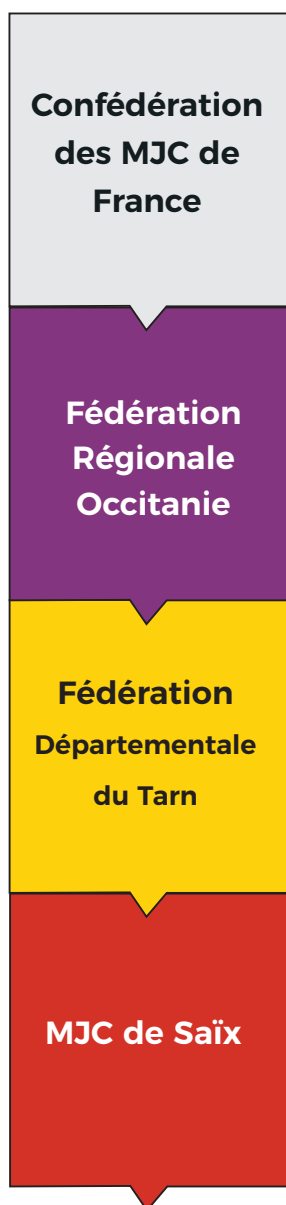 Confédération
des MJC de
France
Fédération
Régionale
Occitanie
Fédération
Départementale
du Tarn
MJC de Saïx